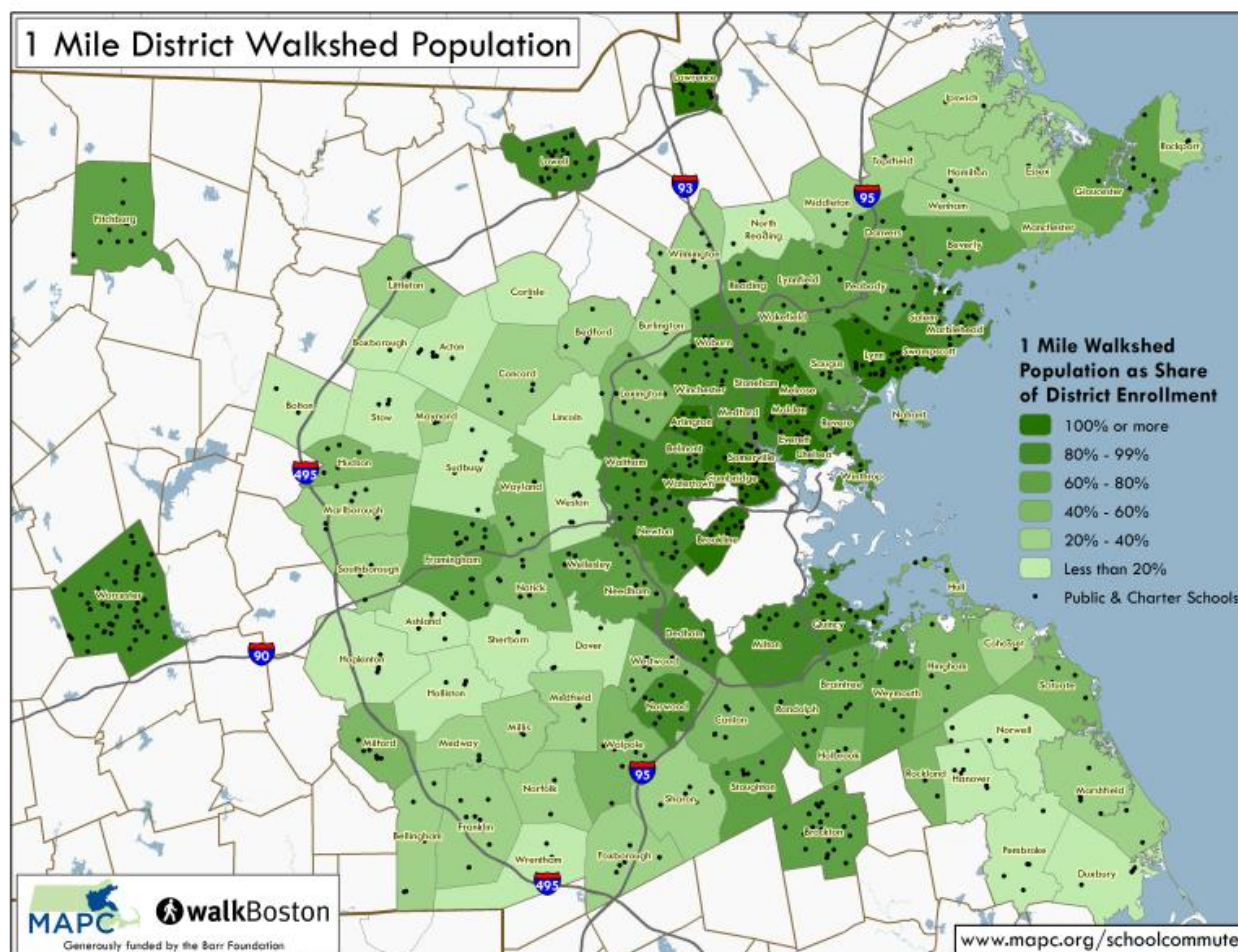 1 Mile District Walkshed Population
Lawrence
Lowell
Ipswich
Rockport
Topsfield
Hamilton
Essex
Gloucester
93
95
Fitchburg
Middleton
Wenham
North
Reading
Manchester
Danvers
Beverly
Wilmington
Littleton
Carlisle
Reading
Lynnfield
Peabody
Bedford
Burlington
Wakefield
Salem
Marblehead
Boxborough
Acton
Woburn
Saugus
Lynn
Swampscott
Concord
Lexington
Winchester
Stoneham
Melrose
Bolton
Stow
Maynard
Lincoln
Arlington
Medford
Malden
Revere
Nahant
Belmont
Everett
Hudson
Sudbury
Waltham
Somerville
Chelsea
495
Wayland
Weston
Watertown
Cambridge
Winthrop
Marlborough
Newton
Brookline
Framingham
Southborough
Natick
Wellesley
Needham
Hull
Worcester
Ashland
Sherborn
Dover
Dedham
Milton
Quincy
Cohasset
90
Hopkinton
Westwood
Braintree
Weymouth
Hingham
Scituate
Holliston
Medfield
Norwood
Canton
Randolph
Norwell
Milford
Medway
Millis
Walpole
Holbrook
95
Rockland
Hanover
Norfolk
Sharon
Stoughton
Marshfield
Bellingham
Franklin
Brockton
Wrentham
Foxborough
Pembroke
Duxbury
495
1 Mile Walkshed
Population as Share
of District Enrollment
100% or more
80% - 99%
60% - 80%
40% - 60%
20% - 40%
Less than 20%
Public & Charter Schools
MAPC
walkBoston
Generously funded by the Barr Foundation
www.mapc.org/schoolcommute